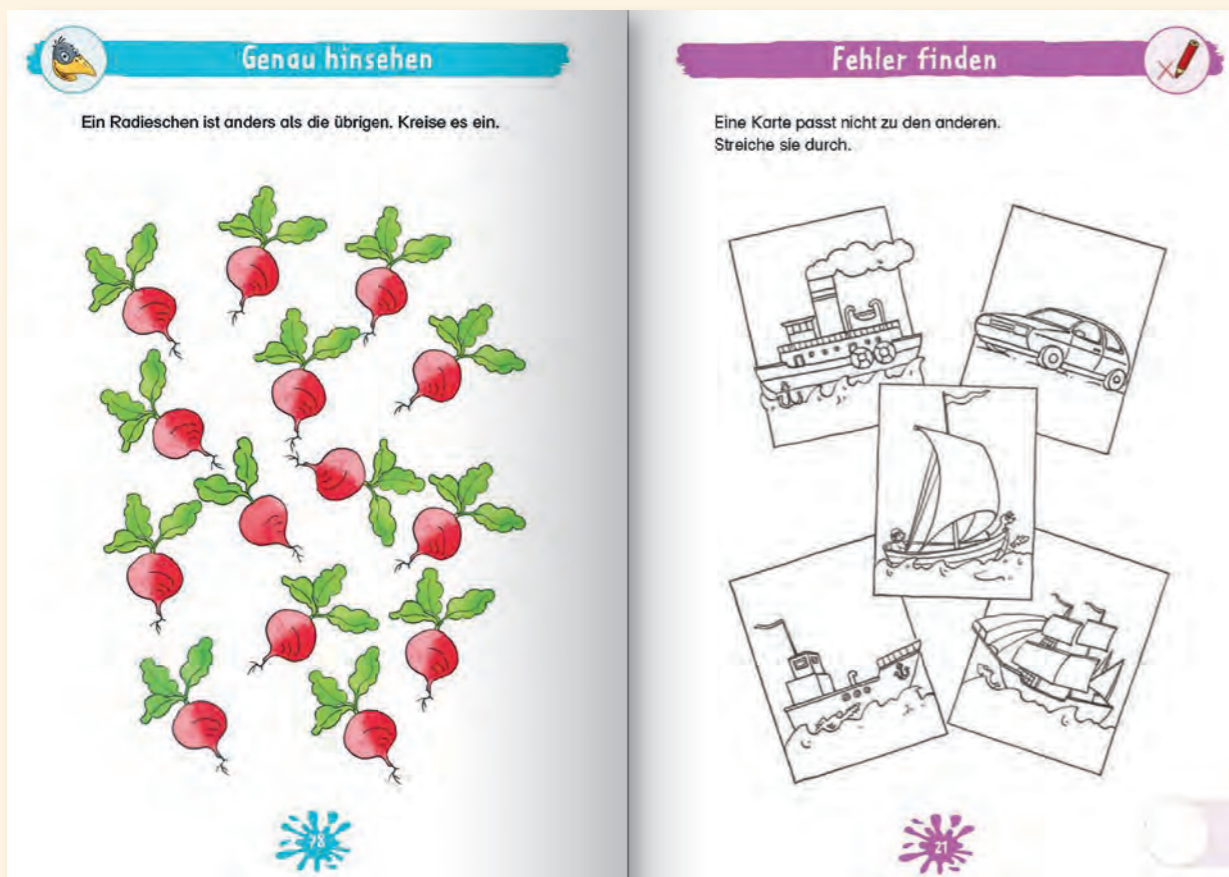 Genau hinsehen
Ein Radieschen ist anders als die übrigen. Kreise es ein.
78
Fehler finden
Eine Karte passt nicht zu den anderen.
Streiche sie durch.
21